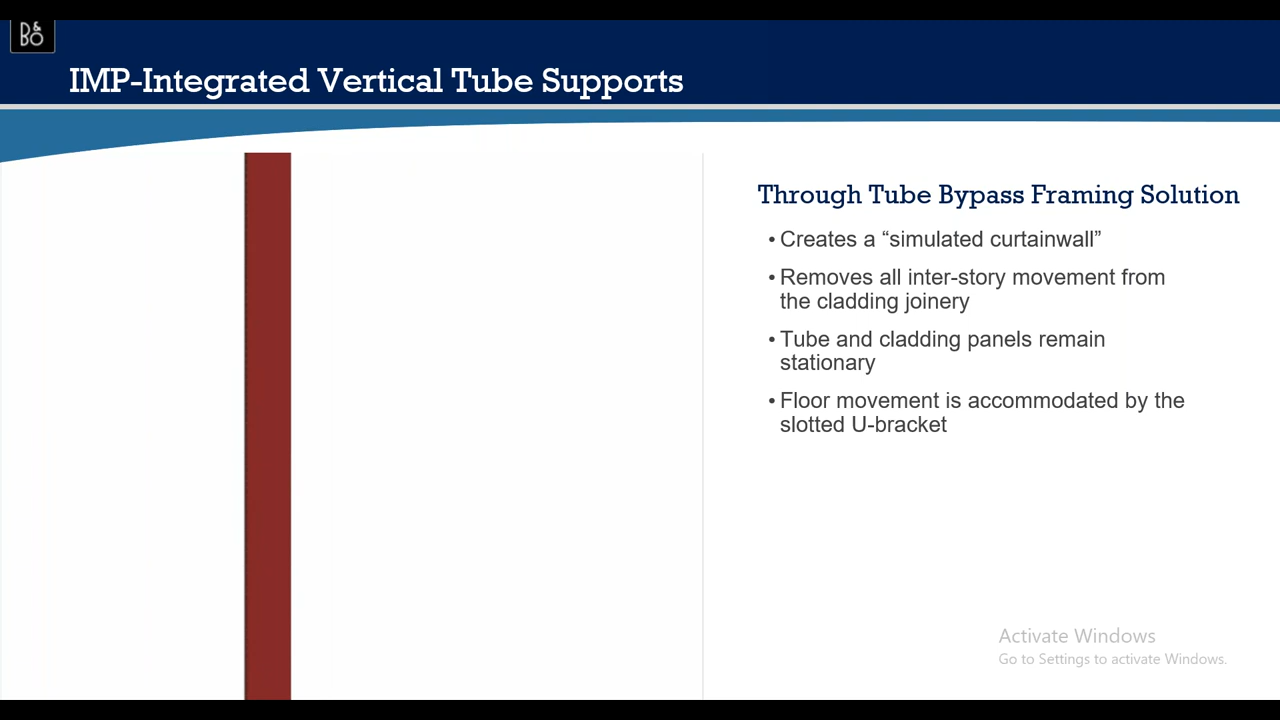 B&O
IMP-Integrated Vertical Tube Supports
Through Tube Bypass Framing Solution
• Creates a “simulated curtainwall”
• Removes all inter-story movement from
the cladding joinery
• Tube and cladding panels remain
stationary
• Floor movement is accommodated by the
slotted U-bracket
Activate Windows
Go to Settings to activate Windows.